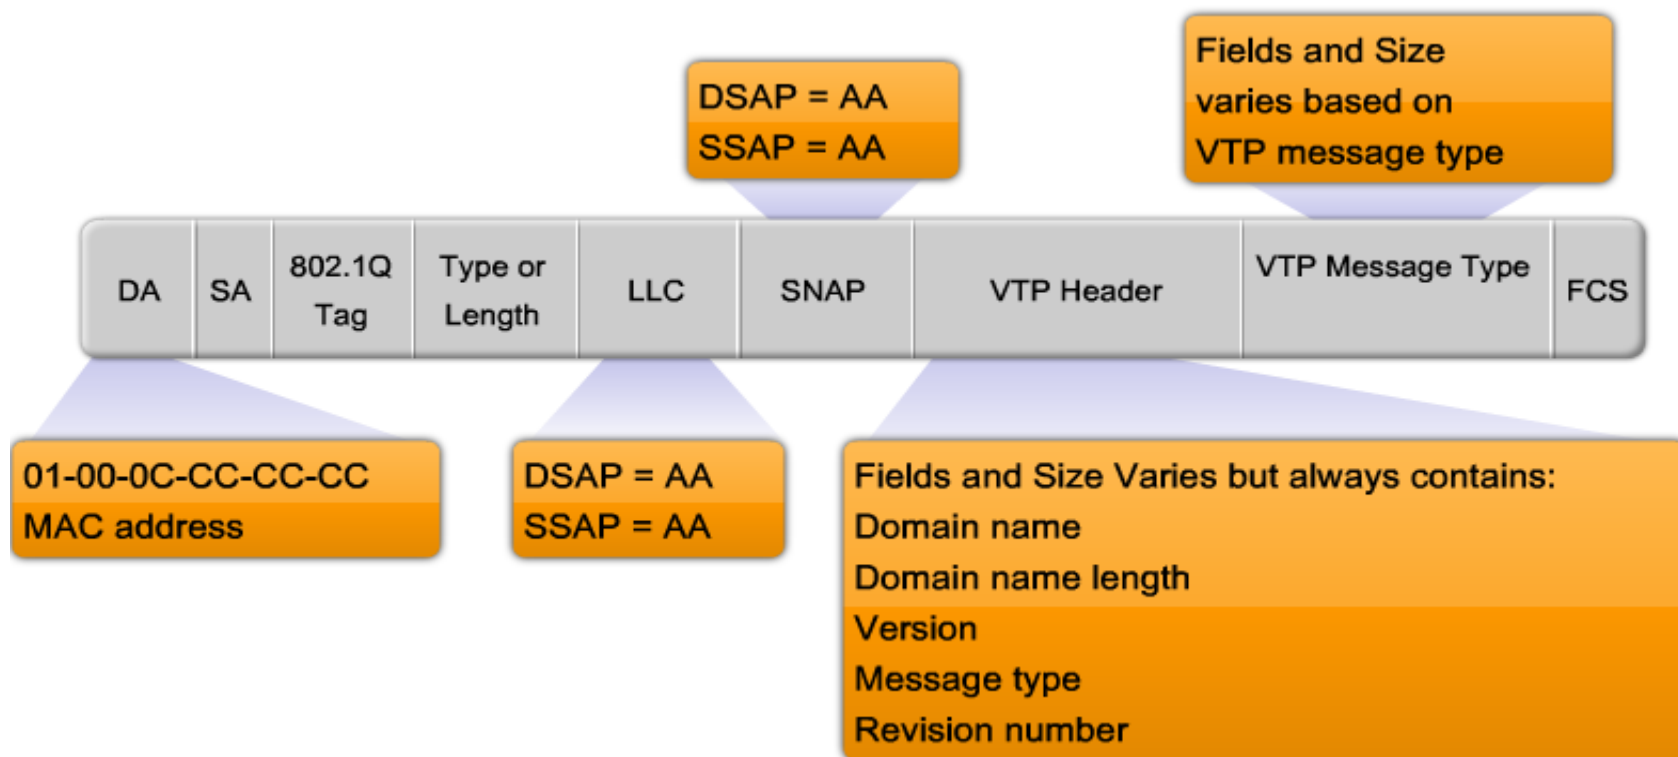 DSAP = AA
SSAP = AA
Fields and Size
varies based on
VTP message type
DA
SA
802.1Q
Tag
Type or
Length
LLC
SNAP
VTP Header
VTP Message Type
FCS
01-00-0C-CC-CC-CC
MAC address
DSAP = AA
SSAP = AA
Fields and Size Varies but always contains:
Domain name
Domain name length
Version
Message type
Revision number